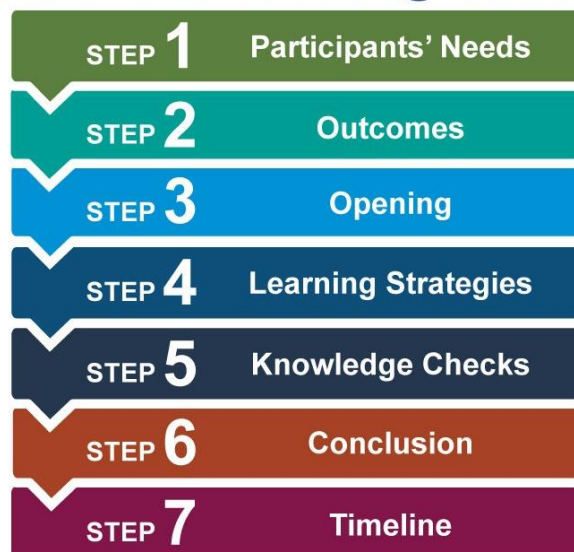 STEP 1 Participants' Needs
STEP 2 Outcomes
STEP 3 Opening
STEP 4 Learning Strategies
STEP 5 Knowledge Checks
STEP 6 Conclusion
STEP 7 Timeline